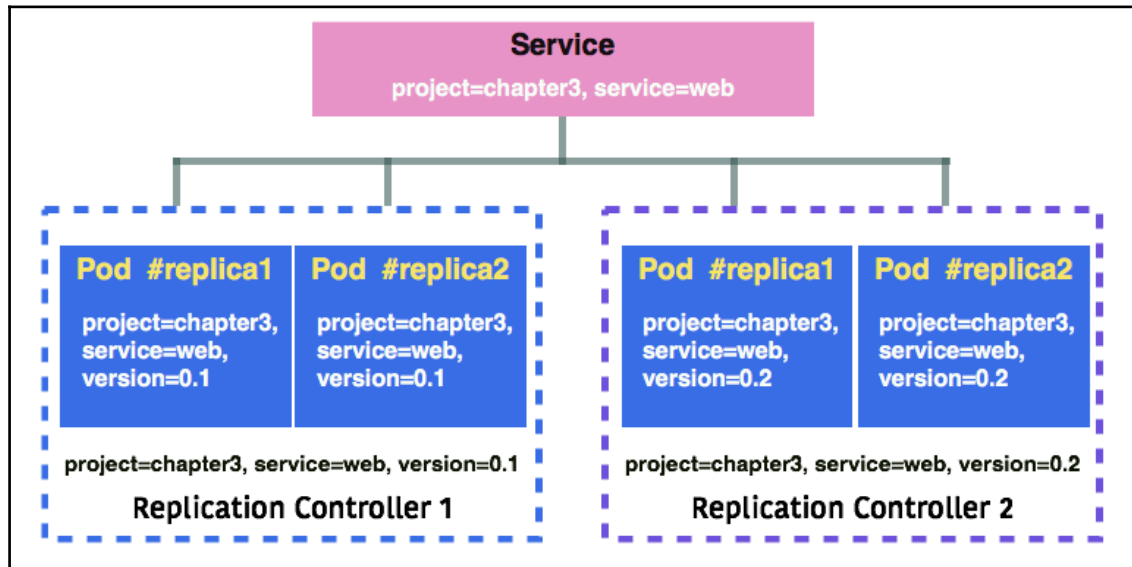 Service
project=chapter3, service=web
Pod #replica1
project=chapter3,
service=web,
version=0.1
Pod #replica2
project=chapter3,
service=web,
version=0.1
project=chapter3, service=web, version=0.1
Replication Controller 1
Pod #replica1
project=chapter3,
service=web,
version=0.2
Pod #replica2
project=chapter3,
service=web,
version=0.2
project=chapter3, service=web, version=0.2
Replication Controller 2